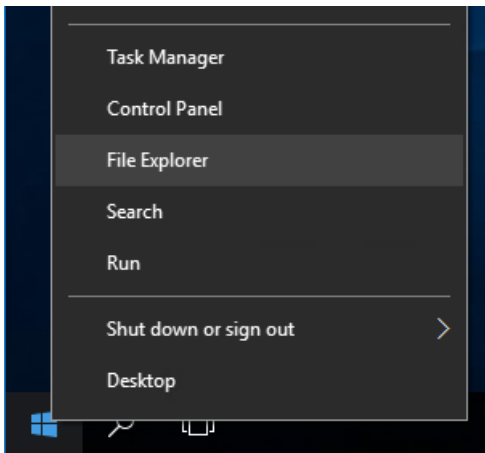 Task Manager
Control Panel
File Explorer
Search
Run
Shut down or sign out
Desktop